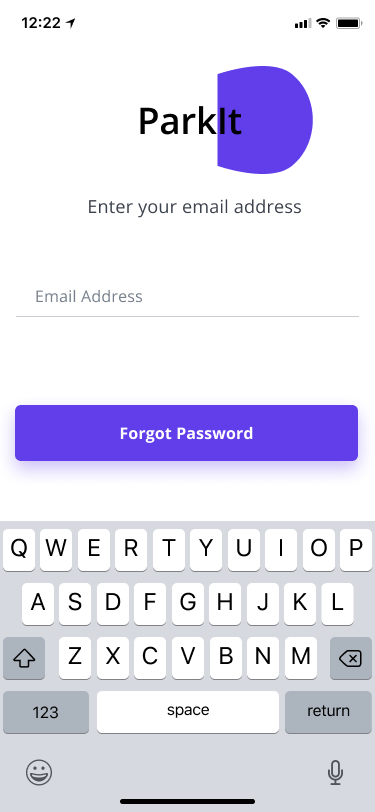 12:22
ParkIt
Enter your email address
Email Address
Forgot Password
Q W E R T Y U I O P
A S D F G H J K L
Z X C V B N M
123 space return